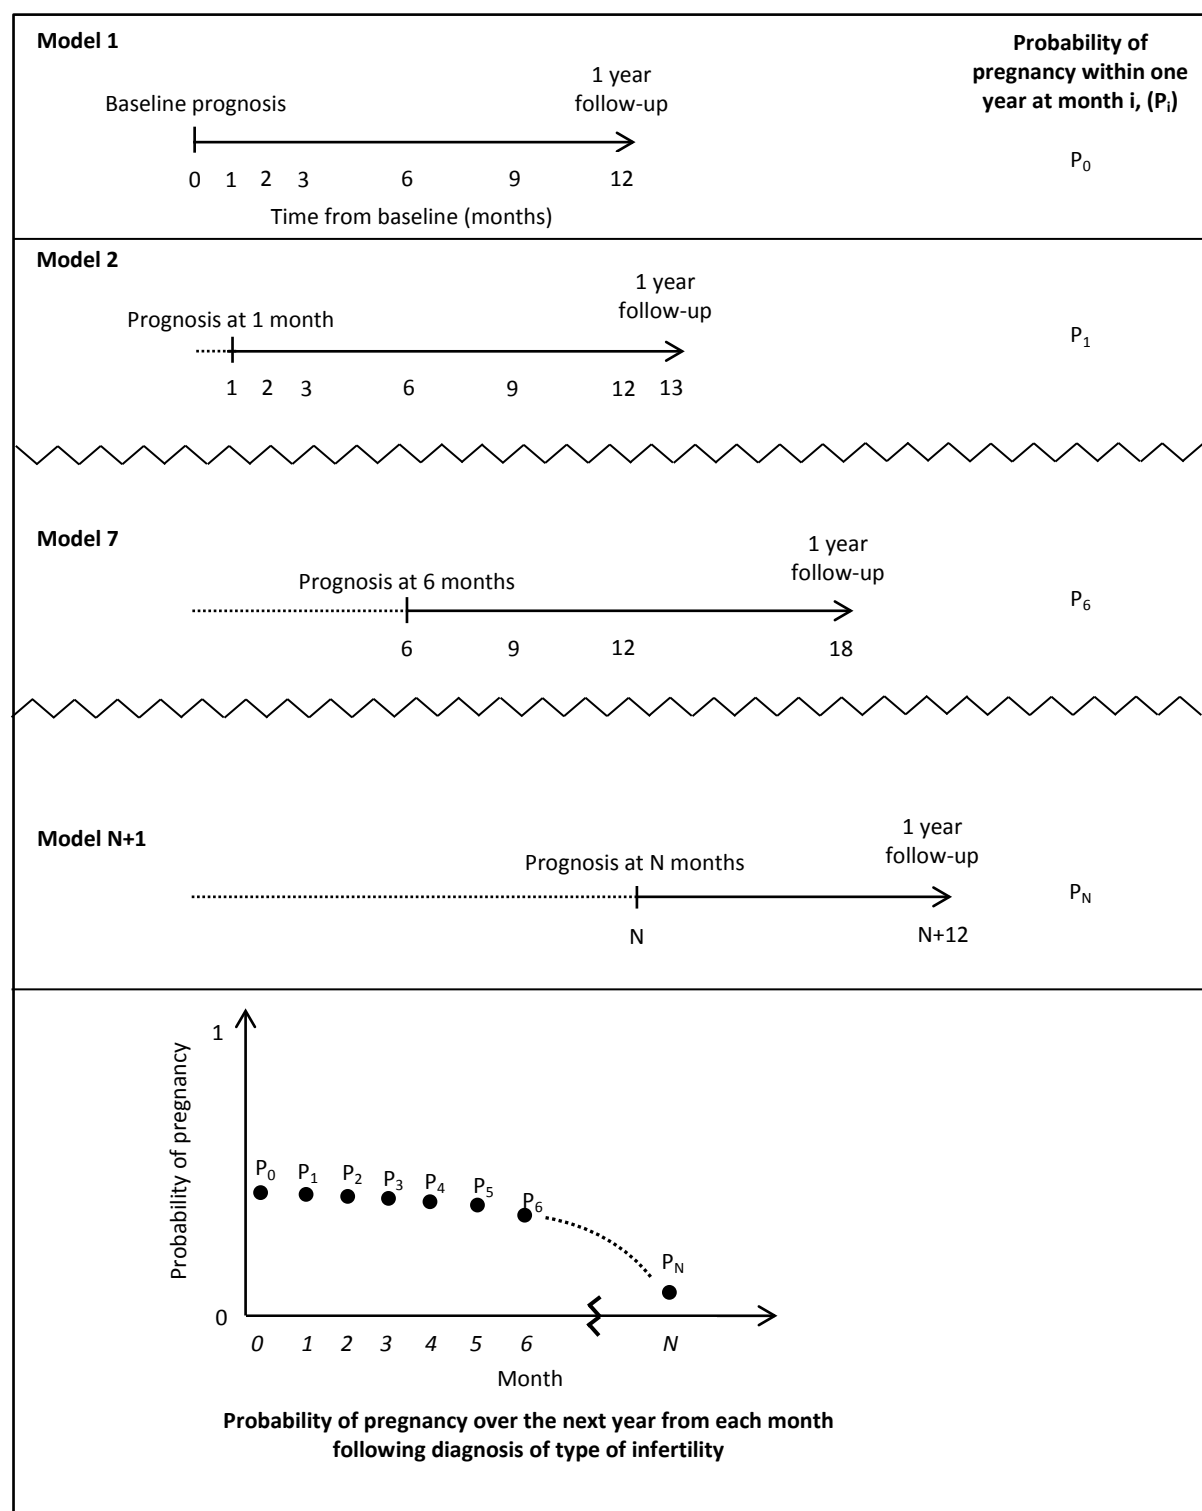 Model 1
Probability of
pregnancy within one
year at month i, (Pi)
1 year
follow-up
Baseline prognosis
P0
0 1 2 3 6 9 12
Time from baseline (months)
Model 2
1 year
follow-up
Prognosis at 1 month
P1
1 2 3 6 9 12 13
Model 7
1 year
follow-up
Prognosis at 6 months
P6
6 9 12 18
Model N+1
1 year
follow-up
Prognosis at N months
PN
N N+12
1
Probability of pregnancy
P0 P1 P2 P3 P4 P5 P6
PN
0
0 1 2 3 4 5 6 N
Month
Probability of pregnancy over the next year from each month
following diagnosis of type of infertility